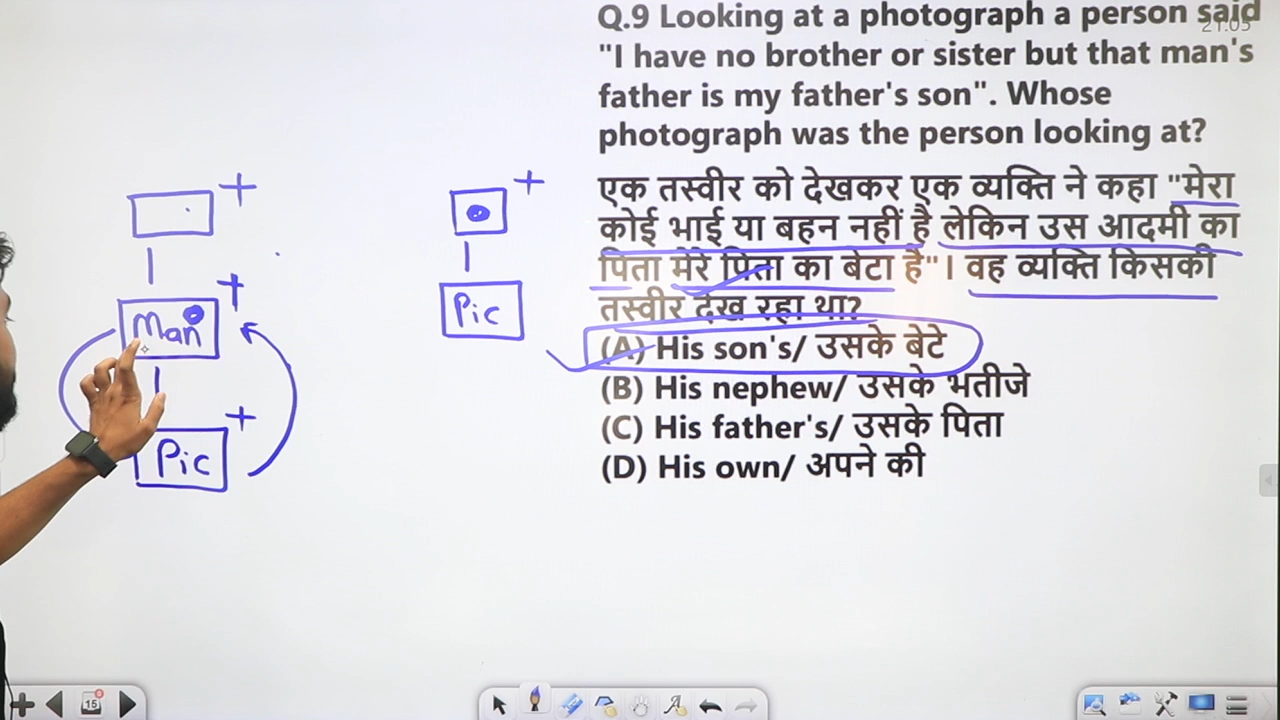 Q.9 Looking at a photograph a person said
21:05
"I have no brother or sister but that man's
father is my father's son". Whose
photograph was the person looking at?
एक तस्वीर को देखकर एक व्यक्ति ने कहा "मेरा
कोई भाई या बहन नहीं है लेकिन उस आदमी का
पिता मेरे पिता का बेटा है"। वह व्यक्ति किसकी
तस्वीर देख रहा था?
(A) His son's/ उसके बेटे
(B) His nephew/ उसके भतीजे
(C) His father's/ उसके पिता
(D) His own/ अपने की
+
+
Man
+
Pic
+
Pic
15